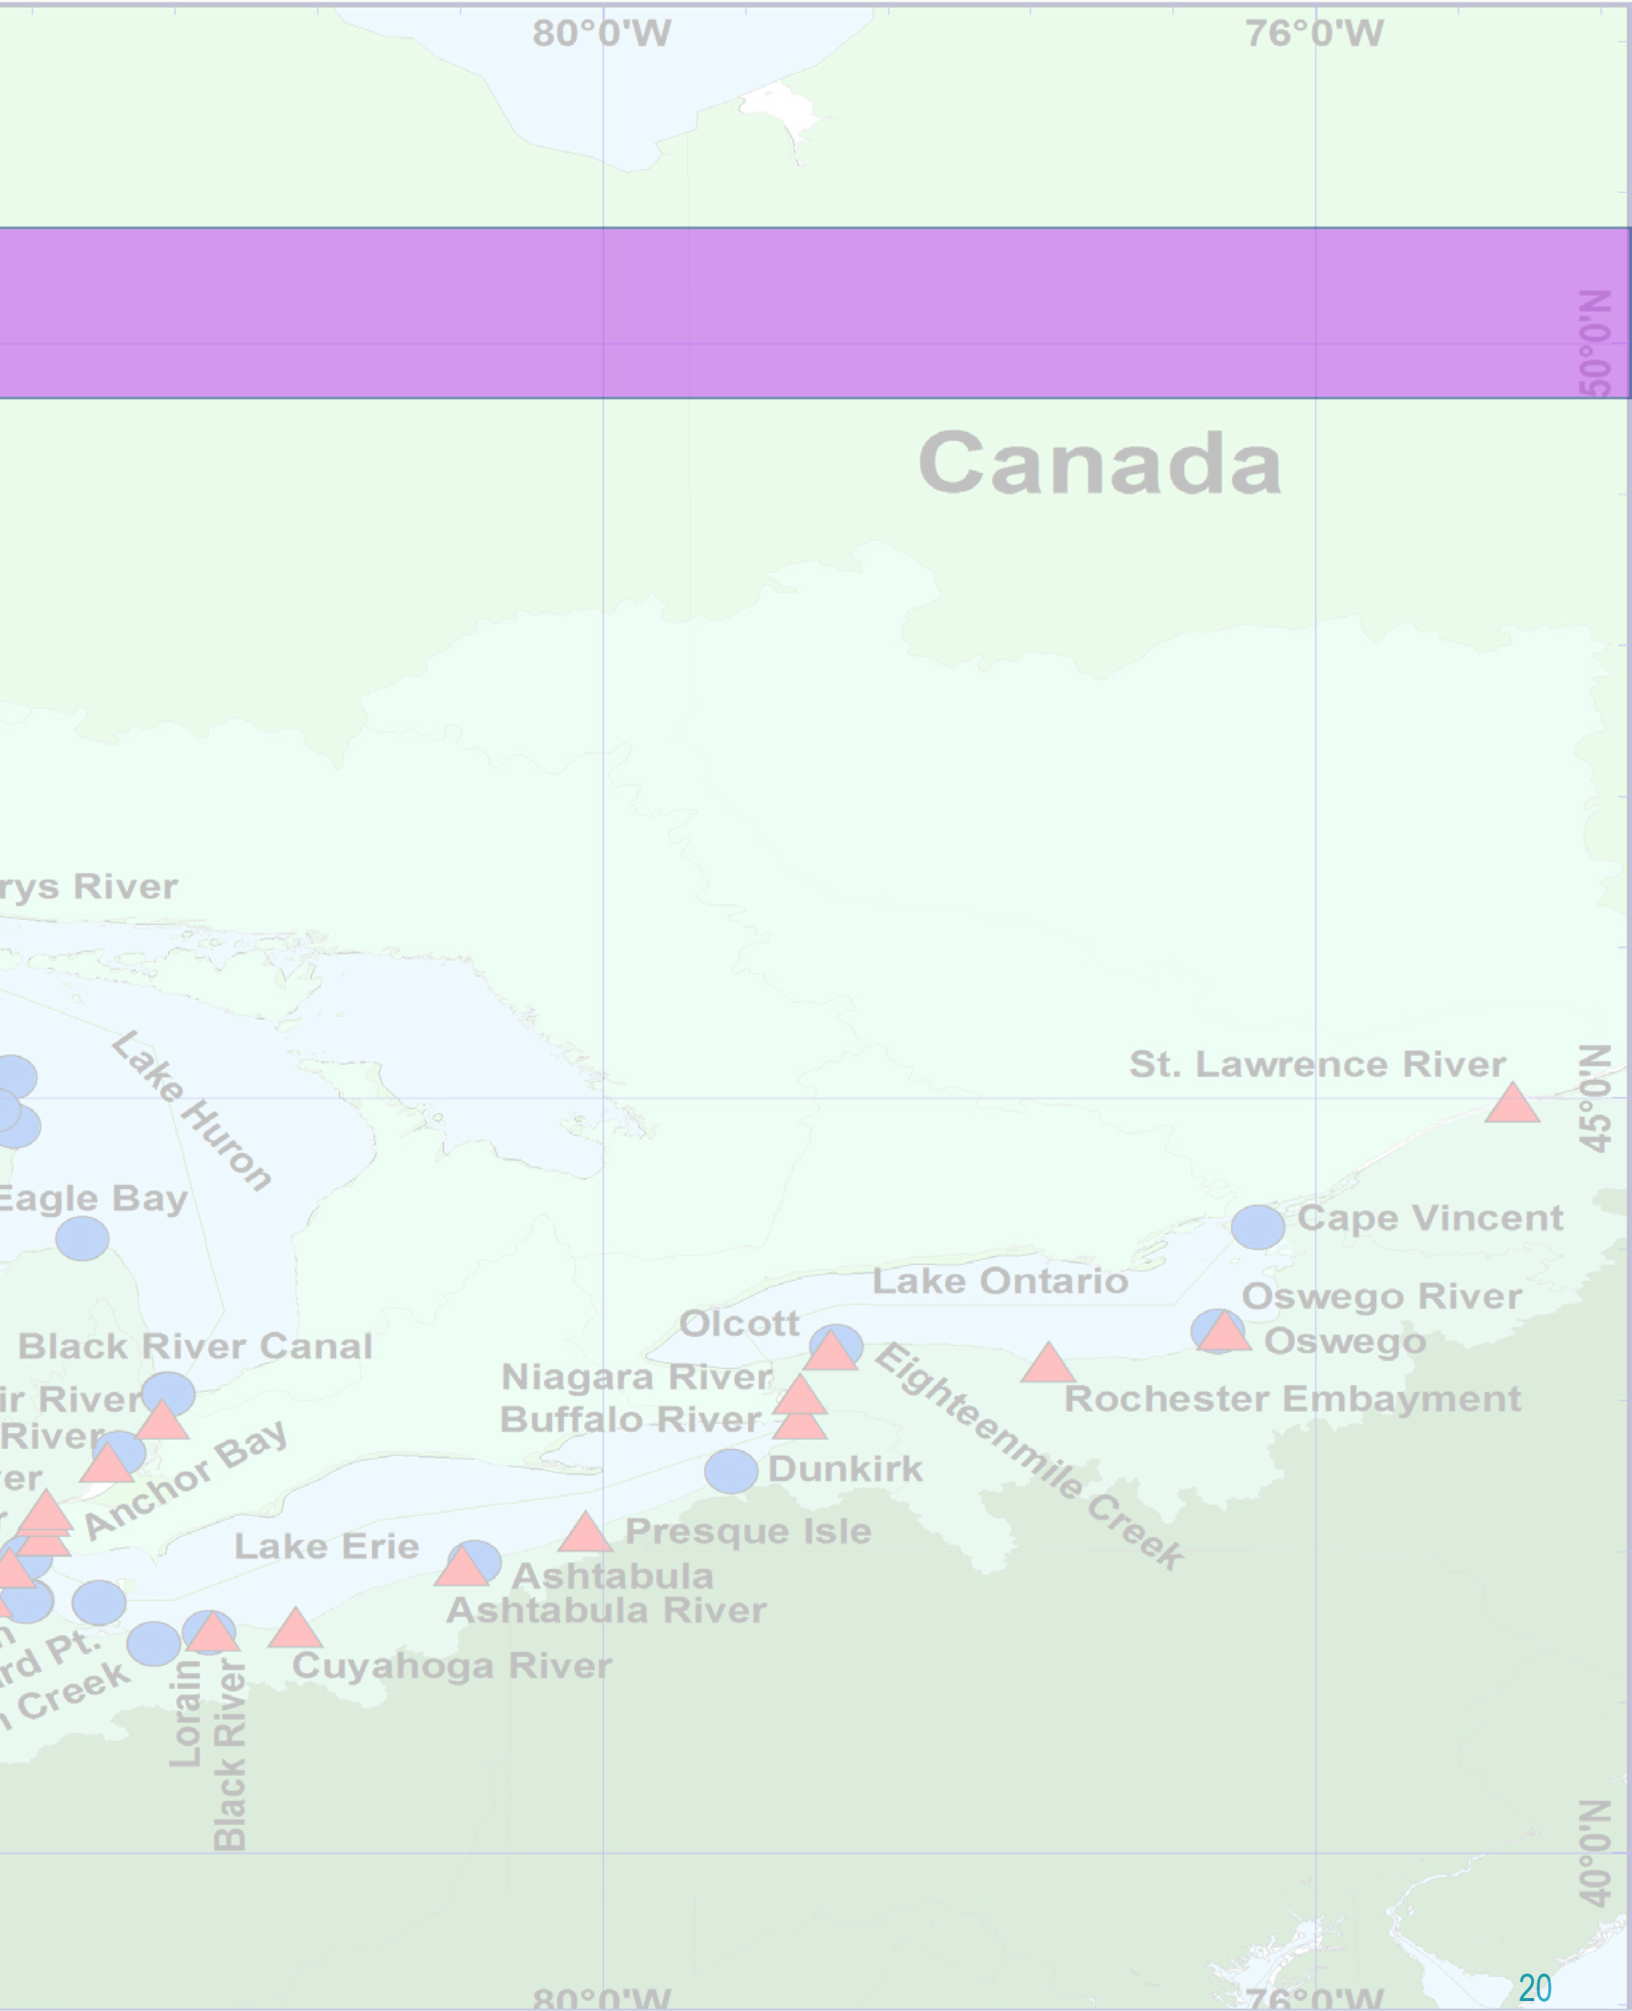 80°0'W
76°0'W
50°0'N
Canada
rys River
Lake Huron
St. Lawrence River
45°0'N
Eagle Bay
Cape Vincent
Lake Ontario
Oswego River
Olcott
Oswego
Black River Canal
Niagara River
Eighteenmile Creek
Rochester Embayment
ir River
Buffalo River
River
Anchor Bay
Dunkirk
ver
r
Presque Isle
Lake Erie
Ashtabula
Ashtabula River
n
rd Pt.
Cuyahoga River
Creek
Lorain
Black River
40°0'N
80°0'W
76°0'W
20